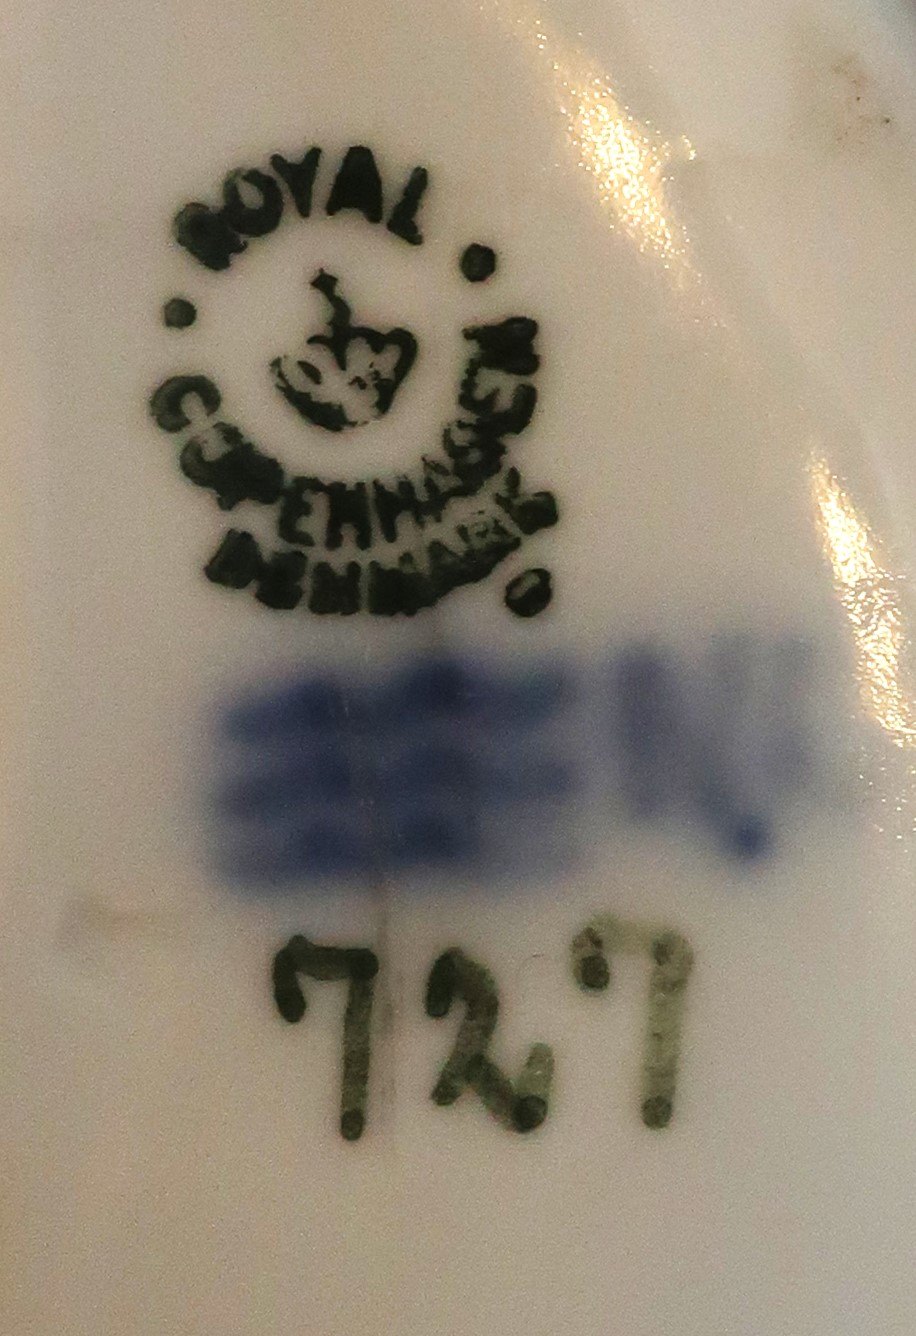 ROYAL
COPENHAGEN
DENMARK
727